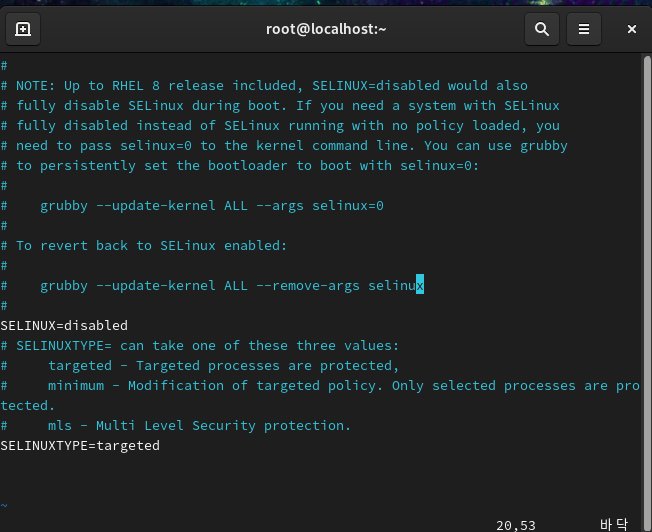 root@localhost:~
#
# NOTE: Up to RHEL 8 release included, SELINUX=disabled would also
# fully disable SELinux during boot. If you need a system with SELinux
# fully disabled instead of SELinux running with no policy loaded, you
# need to pass selinux=0 to the kernel command line. You can use grubby
# to persistently set the bootloader to boot with selinux=0:
#
#    grubby --update-kernel ALL --args selinux=0
#
# To revert back to SELinux enabled:
#
#    grubby --update-kernel ALL --remove-args selinux
#
SELINUX=disabled
# SELINUXTYPE= can take one of these three values:
#     targeted - Targeted processes are protected,
#     minimum - Modification of targeted policy. Only selected processes are pro
tected.
#     mls - Multi Level Security protection.
SELINUXTYPE=targeted
~
20,53 바닥